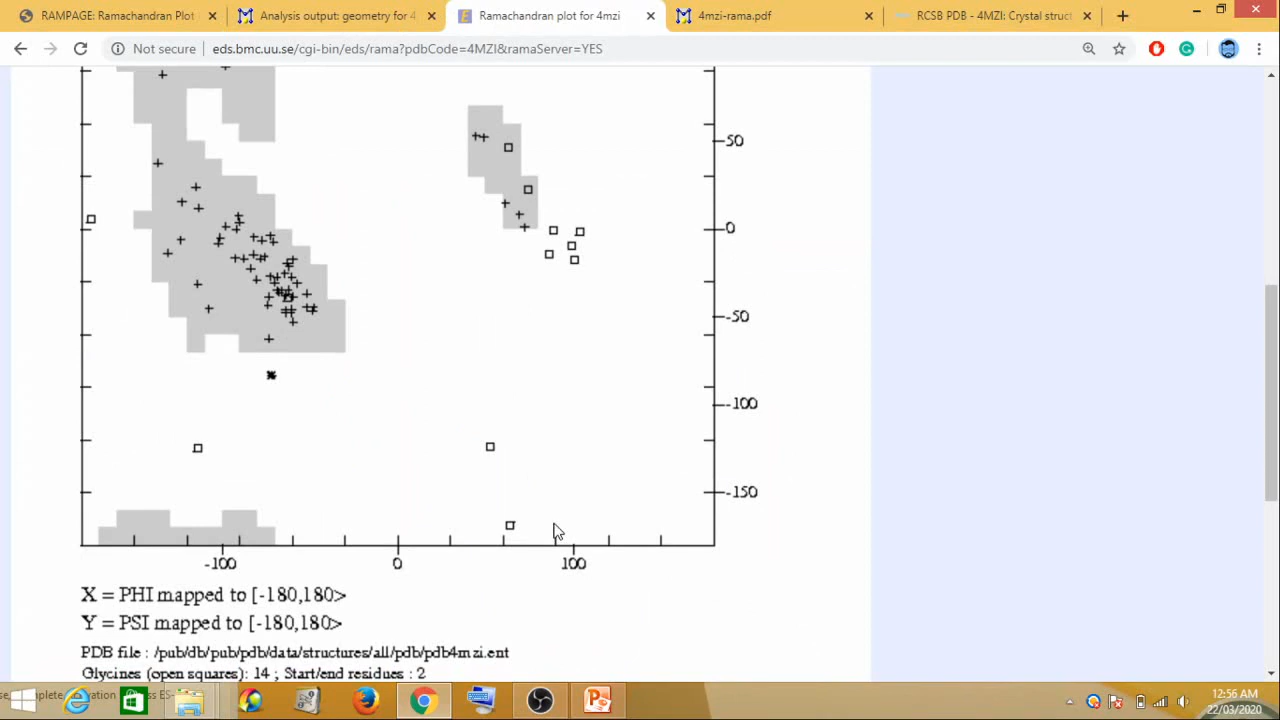 RAMPAGE: Ramachandran Plot
Analysis output: geometry for 4
Ramachandran plot for 4mzi
4mzi-rama.pdf
RCSB PDB - 4MZI: Crystal struct
Not secure
eds.bmc.uu.se/cgi-bin/eds/rama?pdbCode=4MZI&ramaServer=YES
50
0
-50
-100
-150
-100 0 100
X = PHI mapped to [-180,180>
Y = PSI mapped to [-180,180>
PDB file : /pub/db/pub/pdb/data/structures/all/pdb/pdb4mzi.ent
Glycines (open squares): 14 ; Start/end residues : 2
12:56 AM
22/03/2020